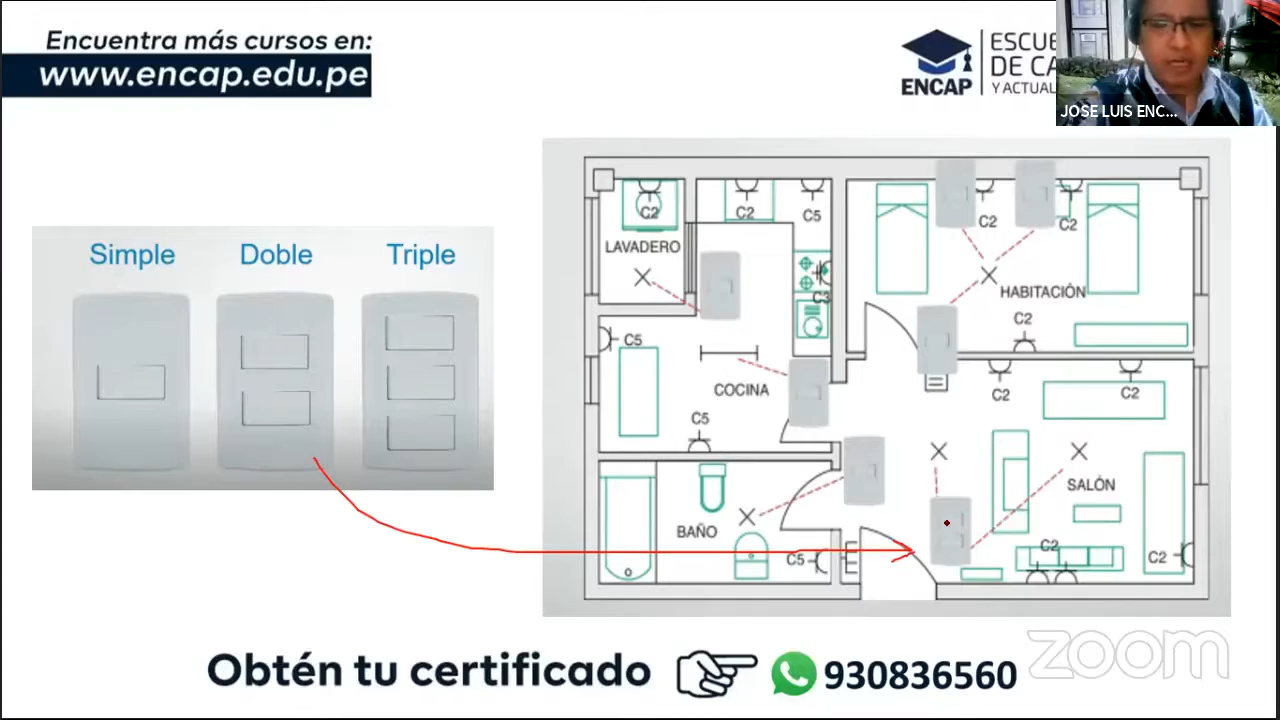 Encuentra más cursos en:
www.encap.edu.pe
ENCAP
ESCUE
DE CA
Y ACTUAL
JOSE LUIS ENC...
Simple Doble Triple
C2
C2
C5
C2
C2
LAVADERO
HABITACIÓN
C3
C5
C2
COCINA
C2
C2
C5
SALÓN
BAÑO
C5
C2
C2
zoom
Obtén tu certificado
930836560